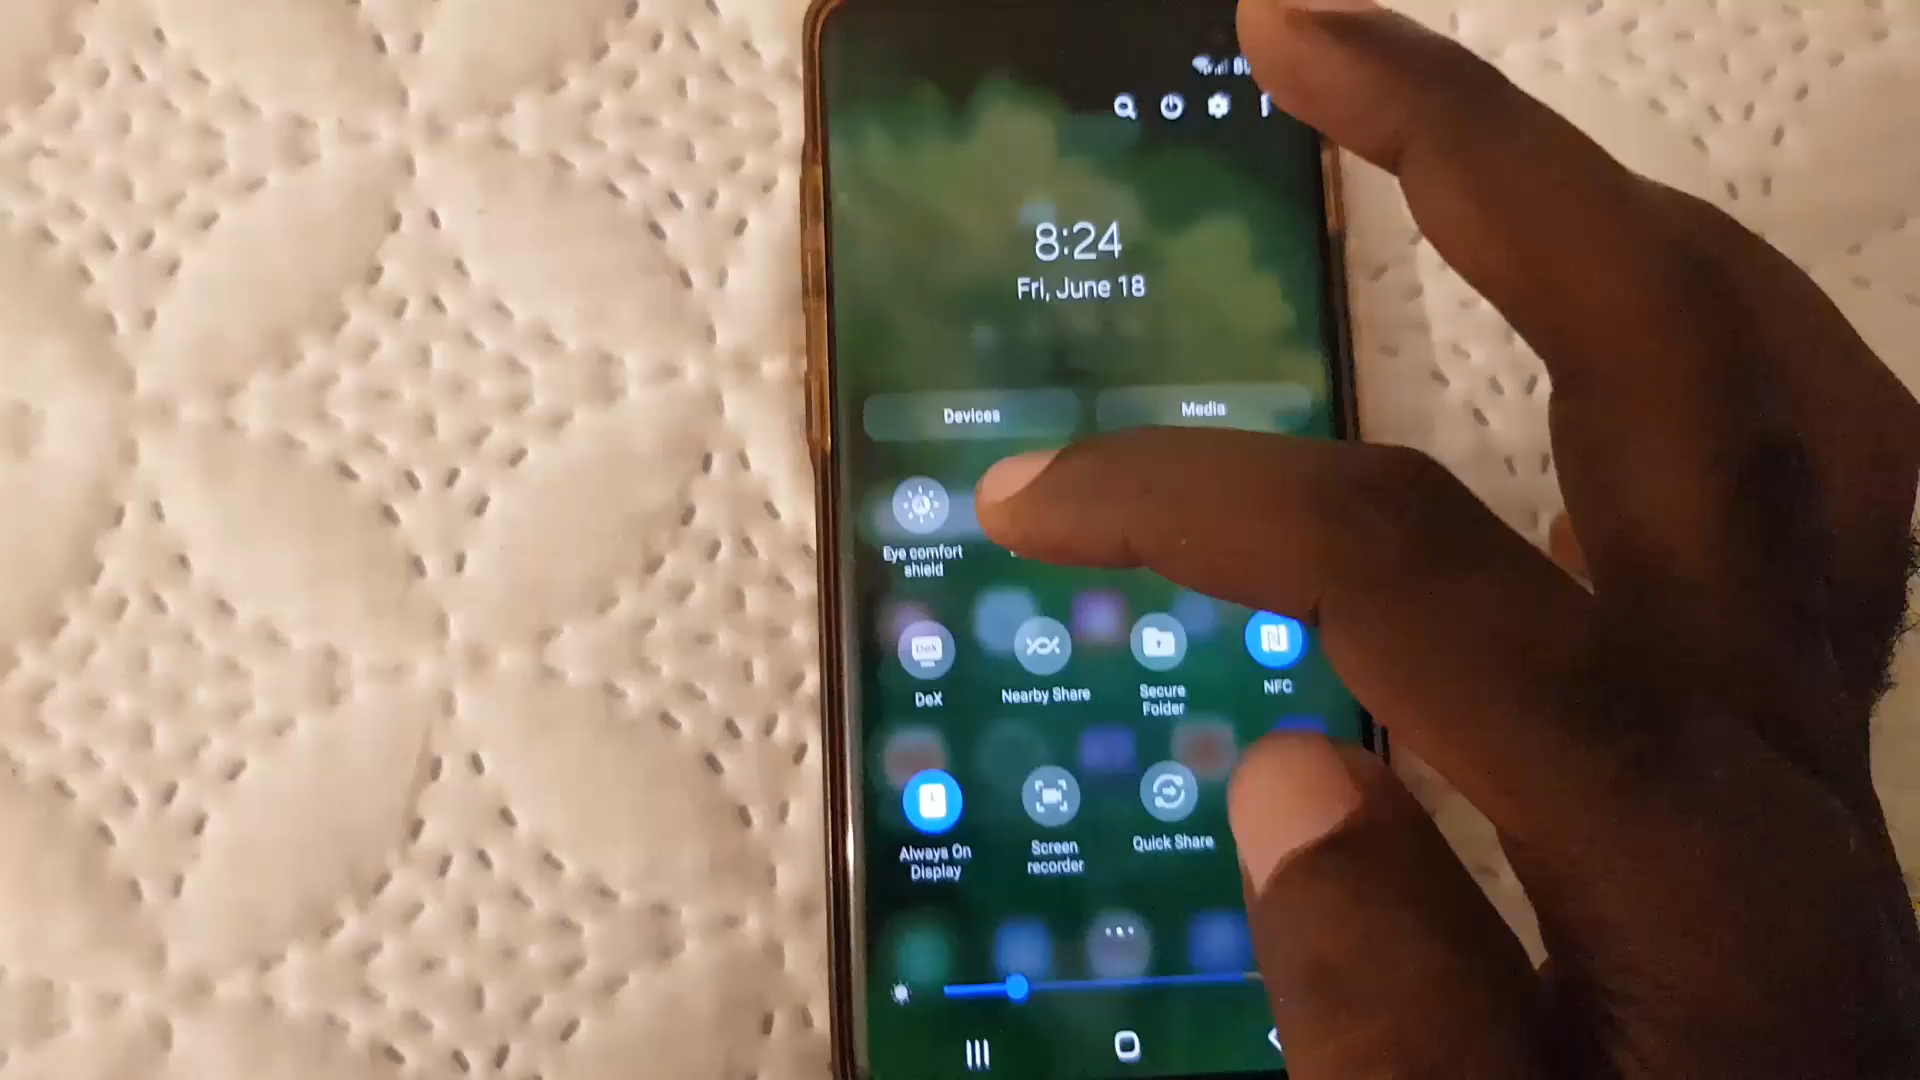 8:24
Fri, June 18
Devices
Media
Eye comfort
shield
DeX
DeX
Nearby Share
Secure
Folder
NFC
Always On
Display
Screen
recorder
Quick Share